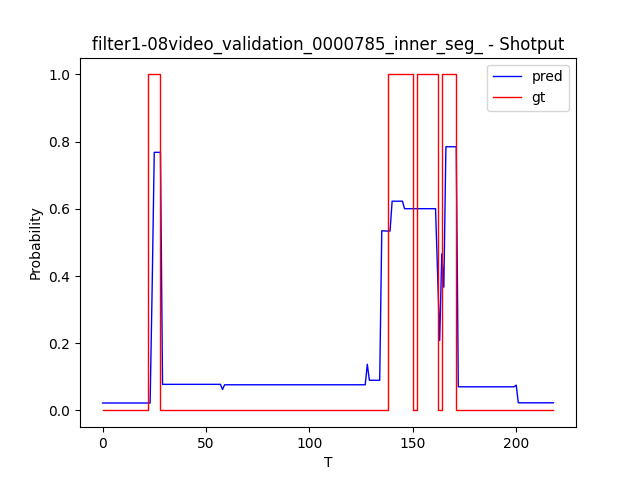 filter1-08video_validation_0000785_inner_seg_ - Shotput
pred
gt
1.0
0.8
0.6
0.4
0.2
0.0
Probability
0
50
100
150
200
T